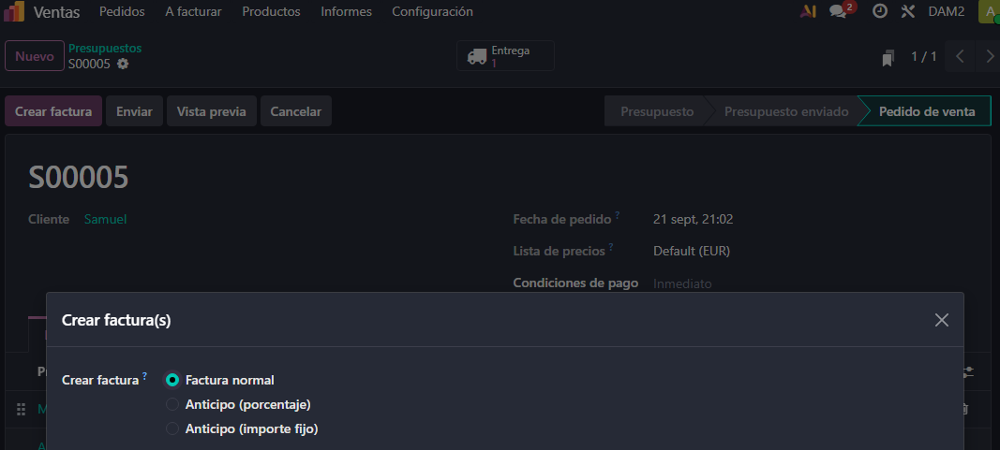 Ventas Pedidos A facturar Productos Informes Configuración AI 2 DAM2 A
Nuevo Presupuestos
S00005
Entrega
1
1 / 1
Crear factura Enviar Vista previa Cancelar Presupuesto Presupuesto enviado Pedido de venta
S00005
Cliente Samuel Fecha de pedido ? 21 sept, 21:02
Lista de precios ? Default (EUR)
Condiciones de pago Inmediato
Crear factura(s)
Crear factura ? Factura normal
Anticipo (porcentaje)
Anticipo (importe fijo)